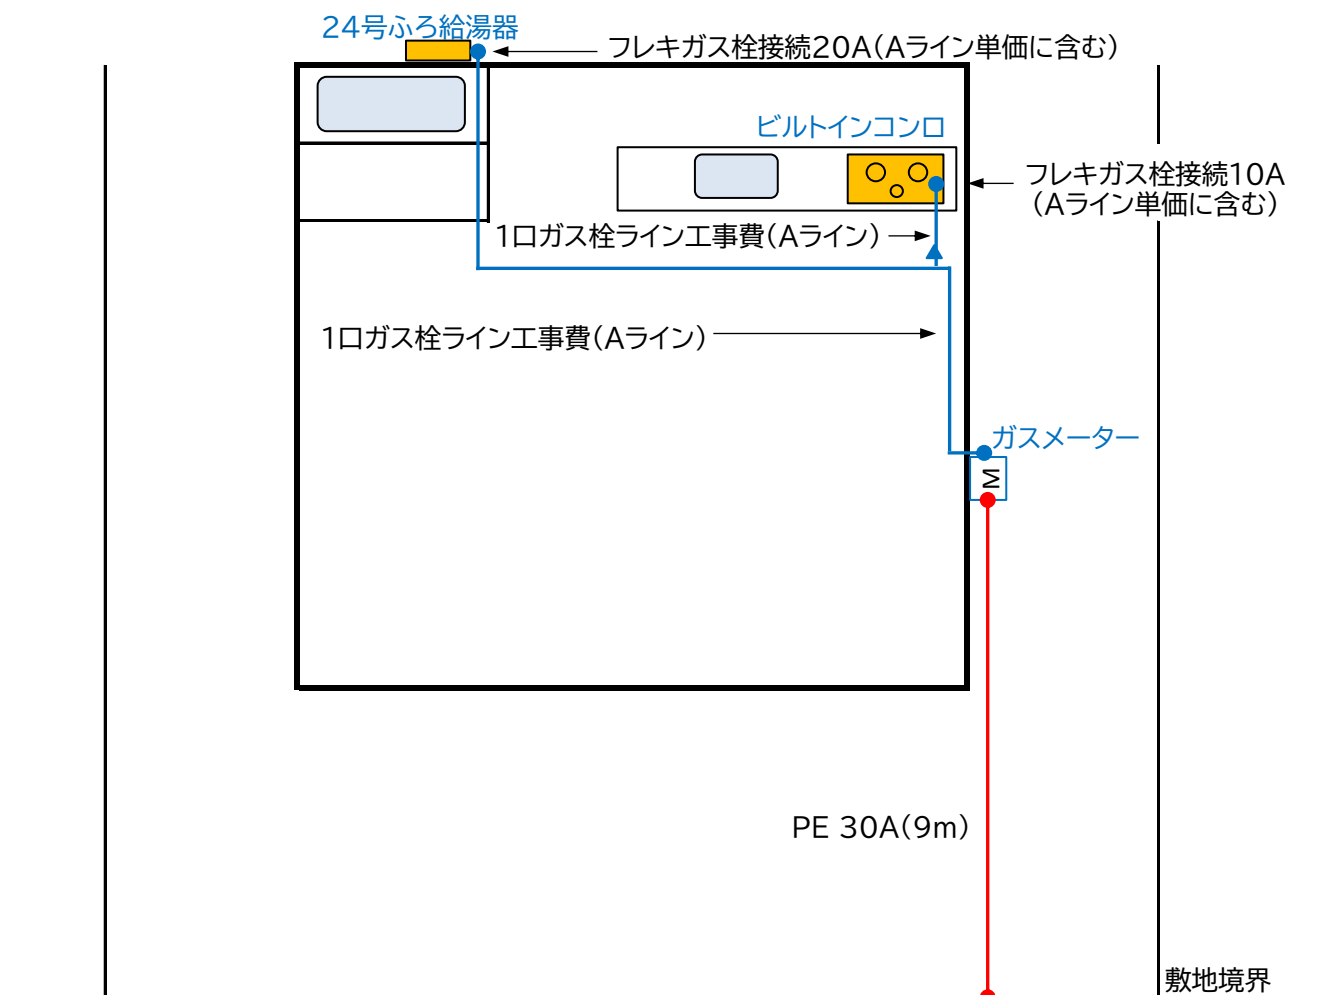 24号ふろ給湯器
フレキガス栓接続20A(Aライン単価に含む)
ビルトインコンロ
フレキガス栓接続10A
(Aライン単価に含む)
1口ガス栓ライン工事費(Aライン)
1口ガス栓ライン工事費(Aライン)
ガスメーター
M
PE 30A(9m)
敷地境界